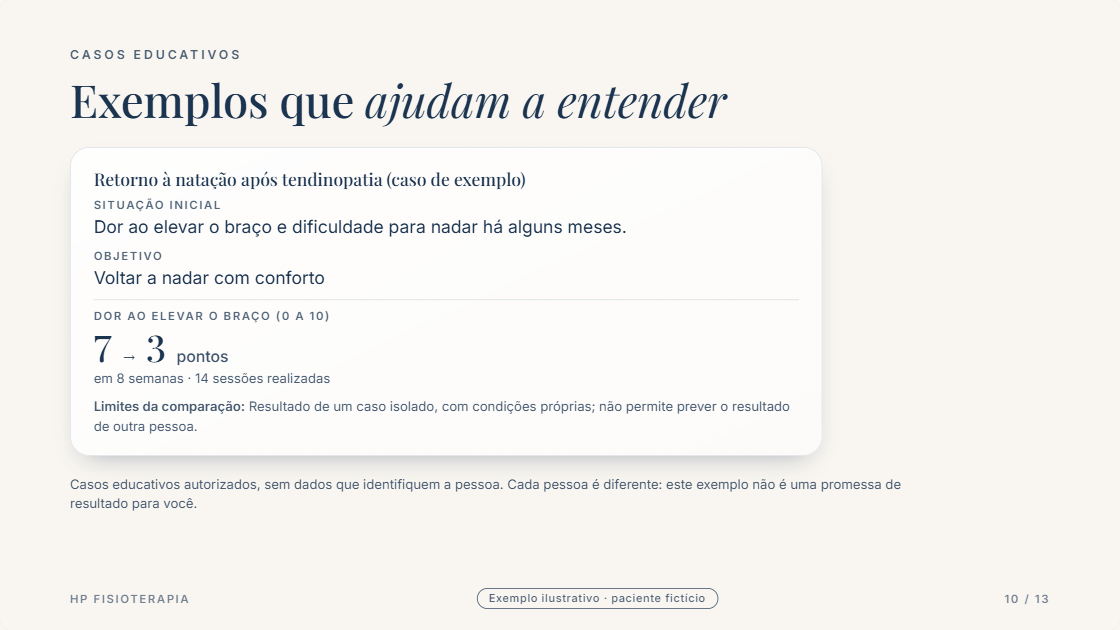 CASOS EDUCATIVOS
Exemplos que ajudam a entender
Retorno à natação após tendinopatia (caso de exemplo)
SITUAÇÃO INICIAL
Dor ao elevar o braço e dificuldade para nadar há alguns meses.
OBJETIVO
Voltar a nadar com conforto
DOR AO ELEVAR O BRAÇO (0 A 10)
7 → 3 pontos
em 8 semanas · 14 sessões realizadas
Limites da comparação: Resultado de um caso isolado, com condições próprias; não permite prever o resultado
de outra pessoa.
Casos educativos autorizados, sem dados que identifiquem a pessoa. Cada pessoa é diferente: este exemplo não é uma promessa de
resultado para você.
HP FISIOTERAPIA
Exemplo ilustrativo · paciente fictício
10 / 13